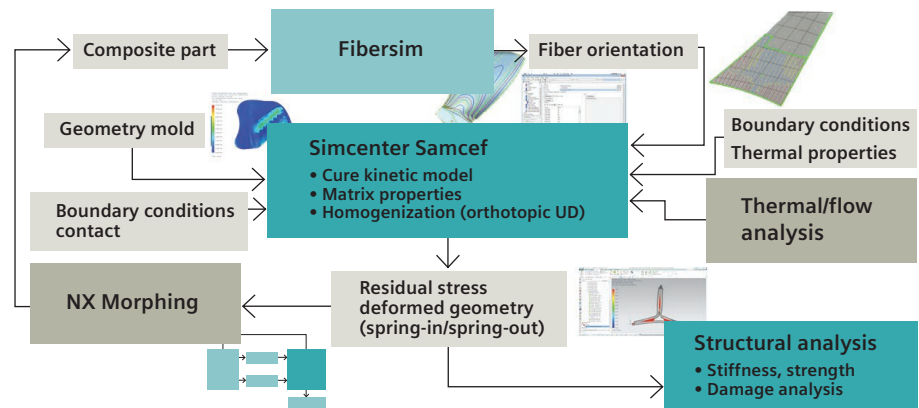 Composite part
Fibersim
Fiber orientation
Geometry mold
Simcenter Samcef
• Cure kinetic model
• Matrix properties
• Homogenization (orthotopic UD)
Boundary conditions
Thermal properties
Boundary conditions
contact
Thermal/flow
analysis
NX Morphing
Residual stress
deformed geometry
(spring-in/spring-out)
Structural analysis
• Stiffness, strength
• Damage analysis